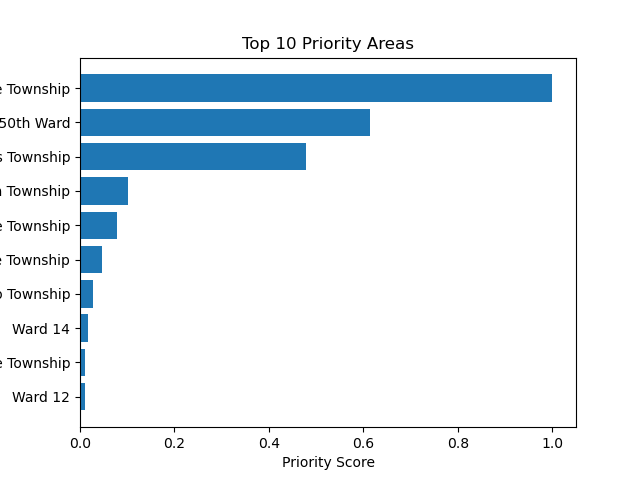 Top 10 Priority Areas
e Township
50th Ward
s Township
Township
e Township
e Township
o Township
Ward 14
e Township
Ward 12
0.0 0.2 0.4 0.6 0.8 1.0
Priority Score